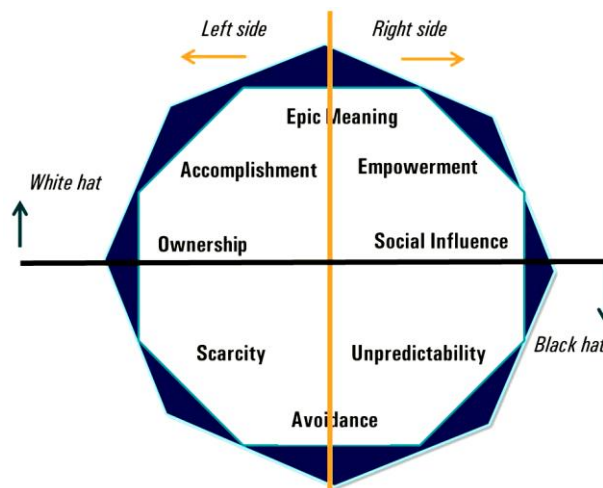 Left side
Right side
Epic Meaning
Accomplishment
Empowerment
White hat
Ownership
Social Influence
Scarcity
Unpredictability
Black hat
Avoidance